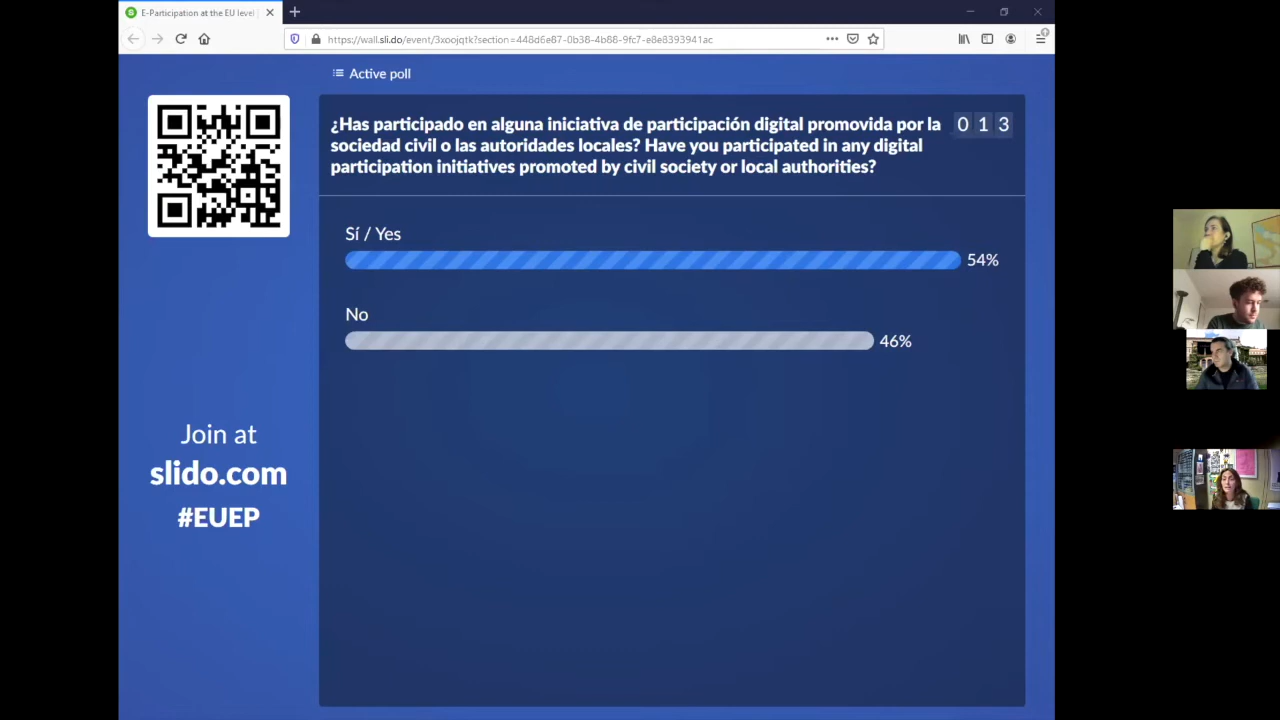 E-Participation at the EU level
https://wall.sli.do/event/3xoojqtk?section=448d6e87-0b38-4b88-9fc7-e8e8393941ac
Active poll
¿Has participado en alguna iniciativa de participación digital promovida por la
sociedad civil o las autoridades locales? Have you participated in any digital
participation initiatives promoted by civil society or local authorities?
0 1 3
Sí / Yes
54%
No
46%
Join at
slido.com
#EUEP